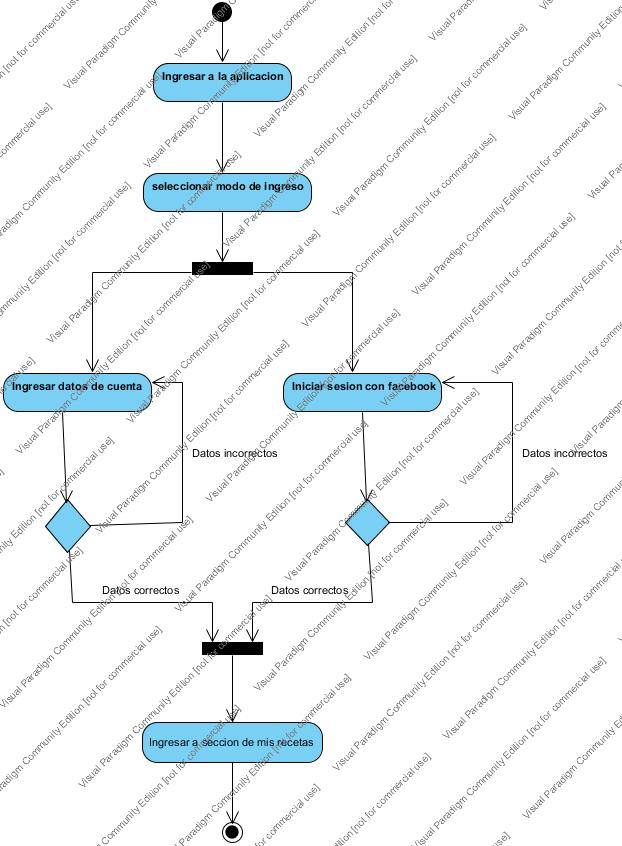 Ingresar a la aplicacion
seleccionar modo de ingreso
Ingresar datos de cuenta
Iniciar sesion con facebook
Datos incorrectos
Datos incorrectos
Datos correctos
Datos correctos
Ingresar a seccion de mis recetas
Visual Paradigm Community Edition [not for commercial use]